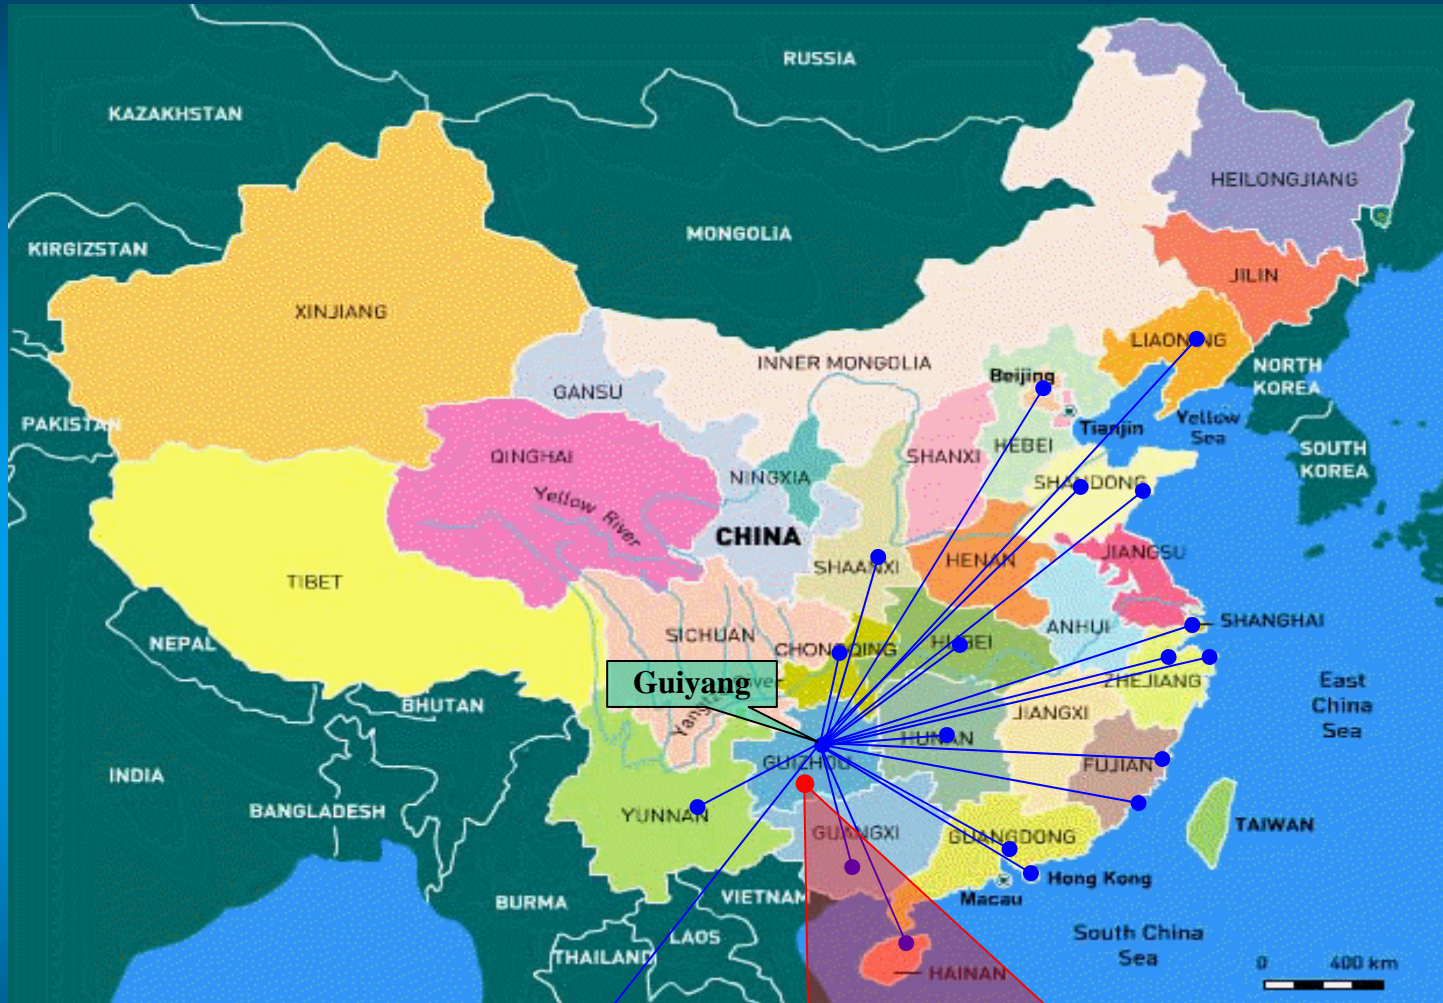 RUSSIA
KAZAKHSTAN
HEILONGJIANG
MONGOLIA
KIRGIZSTAN
JILIN
XINJIANG
LIAONING
INNER MONGOLIA
NORTH
KOREA
Beijing
GANSU
PAKISTAN
Tianjin
Yellow
Sea
HEBEI
SHANXI
QINGHAI
SOUTH
KOREA
NINGXIA
SHANDONG
Yellow River
CHINA
JIANGSU
HENAN
SHAANXI
TIBET
SHANGHAI
ANHUI
SICHUAN
NEPAL
HUBEI
CHONGQING
Guiyang
ZHEJIANG
East
China
Sea
BHUTAN
JIANGXI
HUNAN
GUIZHOU
FUJIAN
INDIA
BANGLADESH
YUNNAN
TAIWAN
GUANGXI
GUANGDONG
Hong Kong
VIETNAM
Macau
BURMA
South China
Sea
LAOS
THAILAND
0 400 km
HAINAN